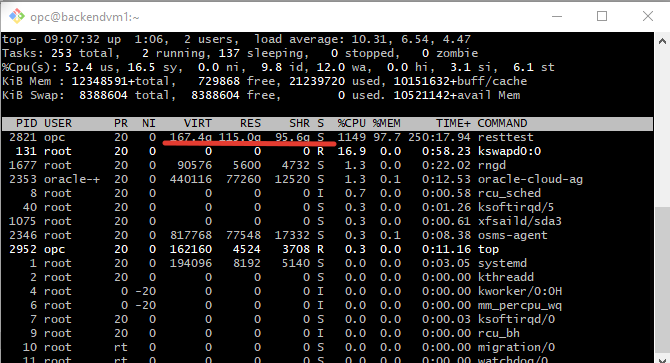 opc@backendvm1:~
top - 09:07:32 up  1:06,  2 users,  load average: 10.31, 6.54, 4.47
Tasks: 253 total,   2 running, 137 sleeping,   0 stopped,   0 zombie
%Cpu(s): 52.4 us, 16.5 sy,  0.0 ni,  9.8 id, 12.0 wa,  0.0 hi,  3.1 si,  6.1 st
KiB Mem : 12348591+total,   729868 free, 21239720 used, 10151632+buff/cache
KiB Swap:  8388604 total,  8388604 free,        0 used. 10521142+avail Mem
PID USER      PR  NI    VIRT    RES    SHR S  %CPU %MEM     TIME+ COMMAND
2821 opc       20   0  167.4g 115.0g  95.6g S  1149 97.7 250:17.94 resttest
131 root      20   0       0      0      0 R  16.9  0.0   0:58.23 kswapd0:0
1677 root      20   0   90576   5600   4732 S   1.3  0.0   0:22.02 rngd
2353 oracle-+  20   0  440116  77260  12520 S   1.3  0.1   0:12.53 oracle-cloud-ag
8 root      20   0       0      0      0 I   0.7  0.0   0:00.58 rcu_sched
40 root      20   0       0      0      0 S   0.3  0.0   0:01.26 ksoftirqd/5
1075 root      20   0       0      0      0 S   0.3  0.0   0:00.61 xfsaild/sda3
2346 root      20   0  817768  77548  17332 S   0.3  0.1   0:08.38 osms-agent
2952 opc       20   0  162160   4524   3708 R   0.3  0.0   0:11.16 top
1 root      20   0  194096   8192   5140 S   0.0  0.0   0:03.05 systemd
2 root      20   0       0      0      0 S   0.0  0.0   0:00.00 kthreadd
4 root       0 -20       0      0      0 I   0.0  0.0   0:00.00 kworker/0:0H
6 root       0 -20       0      0      0 I   0.0  0.0   0:00.00 mm_percpu_wq
7 root      20   0       0      0      0 S   0.0  0.0   0:00.03 ksoftirqd/0
9 root      20   0       0      0      0 I   0.0  0.0   0:00.00 rcu_bh
10 root      rt   0       0      0      0 S   0.0  0.0   0:00.00 migration/0
11 root      rt   0       0      0      0 S   0.0  0.0   0:00.00 watchdog/0